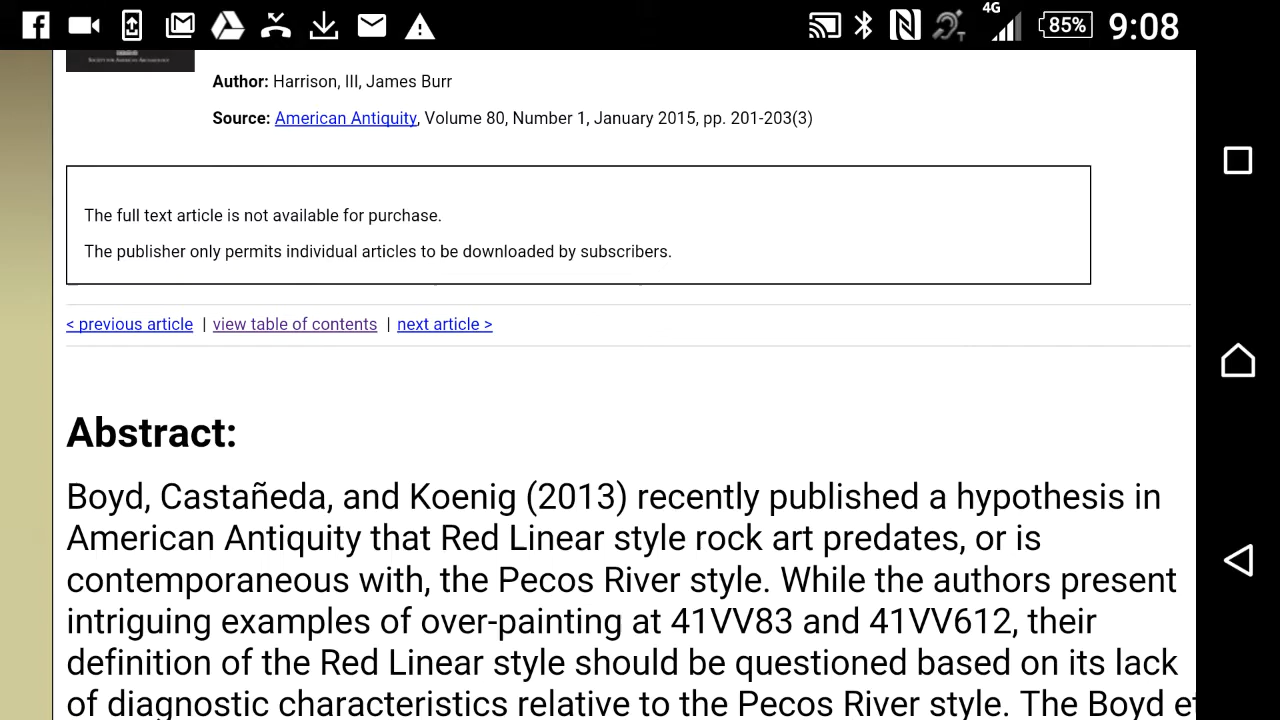 4G
85%
9:08
SOCIETY FOR AMERICAN ARCHAEOLOGY
Author: Harrison, III, James Burr
Source: American Antiquity, Volume 80, Number 1, January 2015, pp. 201-203(3)
The full text article is not available for purchase.
The publisher only permits individual articles to be downloaded by subscribers.
< previous article | view table of contents | next article >
Abstract:
Boyd, Castañeda, and Koenig (2013) recently published a hypothesis in
American Antiquity that Red Linear style rock art predates, or is
contemporaneous with, the Pecos River style. While the authors present
intriguing examples of over-painting at 41VV83 and 41VV612, their
definition of the Red Linear style should be questioned based on its lack
of diagnostic characteristics relative to the Pecos River style. The Boyd et